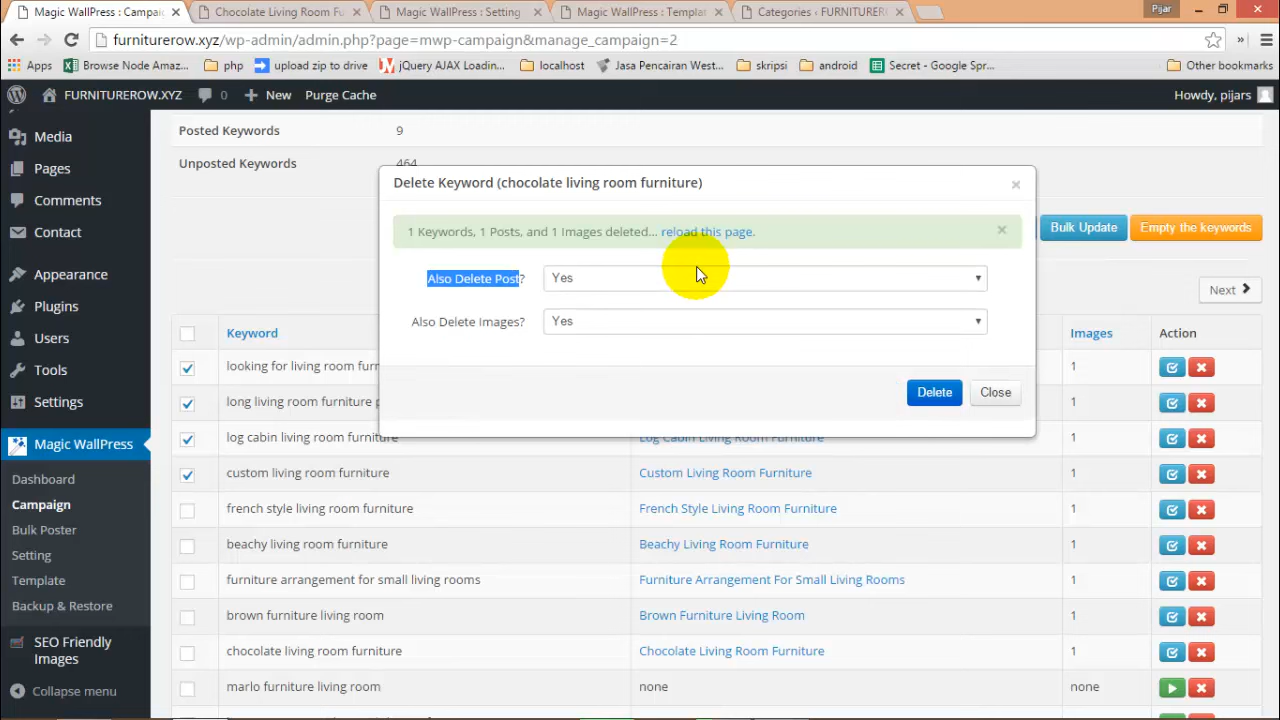 Magic WallPress : Campai
Chocolate Living Room Fu
Magic WallPress : Setting
Magic WallPress : Templat
Categories ‹ FURNITURERO
Pijar
furniturerow.xyz/wp-admin/admin.php?page=mwp-campaign&manage_campaign=2
Apps
Browse Node Amaz...
php
upload zip to drive
jQuery AJAX Loadin...
localhost
Jasa Pencairan West...
skripsi
android
Secret - Google Spr...
Other bookmarks
FURNITUREROW.XYZ
0
New
Purge Cache
Howdy, pijars
Media
Pages
Comments
Contact
Appearance
Plugins
Users
Tools
Settings
Magic WallPress
Dashboard
Campaign
Bulk Poster
Setting
Template
Backup & Restore
SEO Friendly
Images
Collapse menu
Posted Keywords 9
Unposted Keywords 464
Delete Keyword (chocolate living room furniture)
1 Keywords, 1 Posts, and 1 Images deleted... reload this page.
Also Delete Post? Yes
Also Delete Images? Yes
Delete Close
Bulk Update
Empty the keywords
Next
Keyword Images Action
looking for living room furn 1
long living room furniture p 1
log cabin living room furniture Log Cabin Living Room Furniture 1
custom living room furniture Custom Living Room Furniture 1
french style living room furniture French Style Living Room Furniture 1
beachy living room furniture Beachy Living Room Furniture 1
furniture arrangement for small living rooms Furniture Arrangement For Small Living Rooms 1
brown furniture living room Brown Furniture Living Room 1
chocolate living room furniture Chocolate Living Room Furniture 1
marlo furniture living room none none